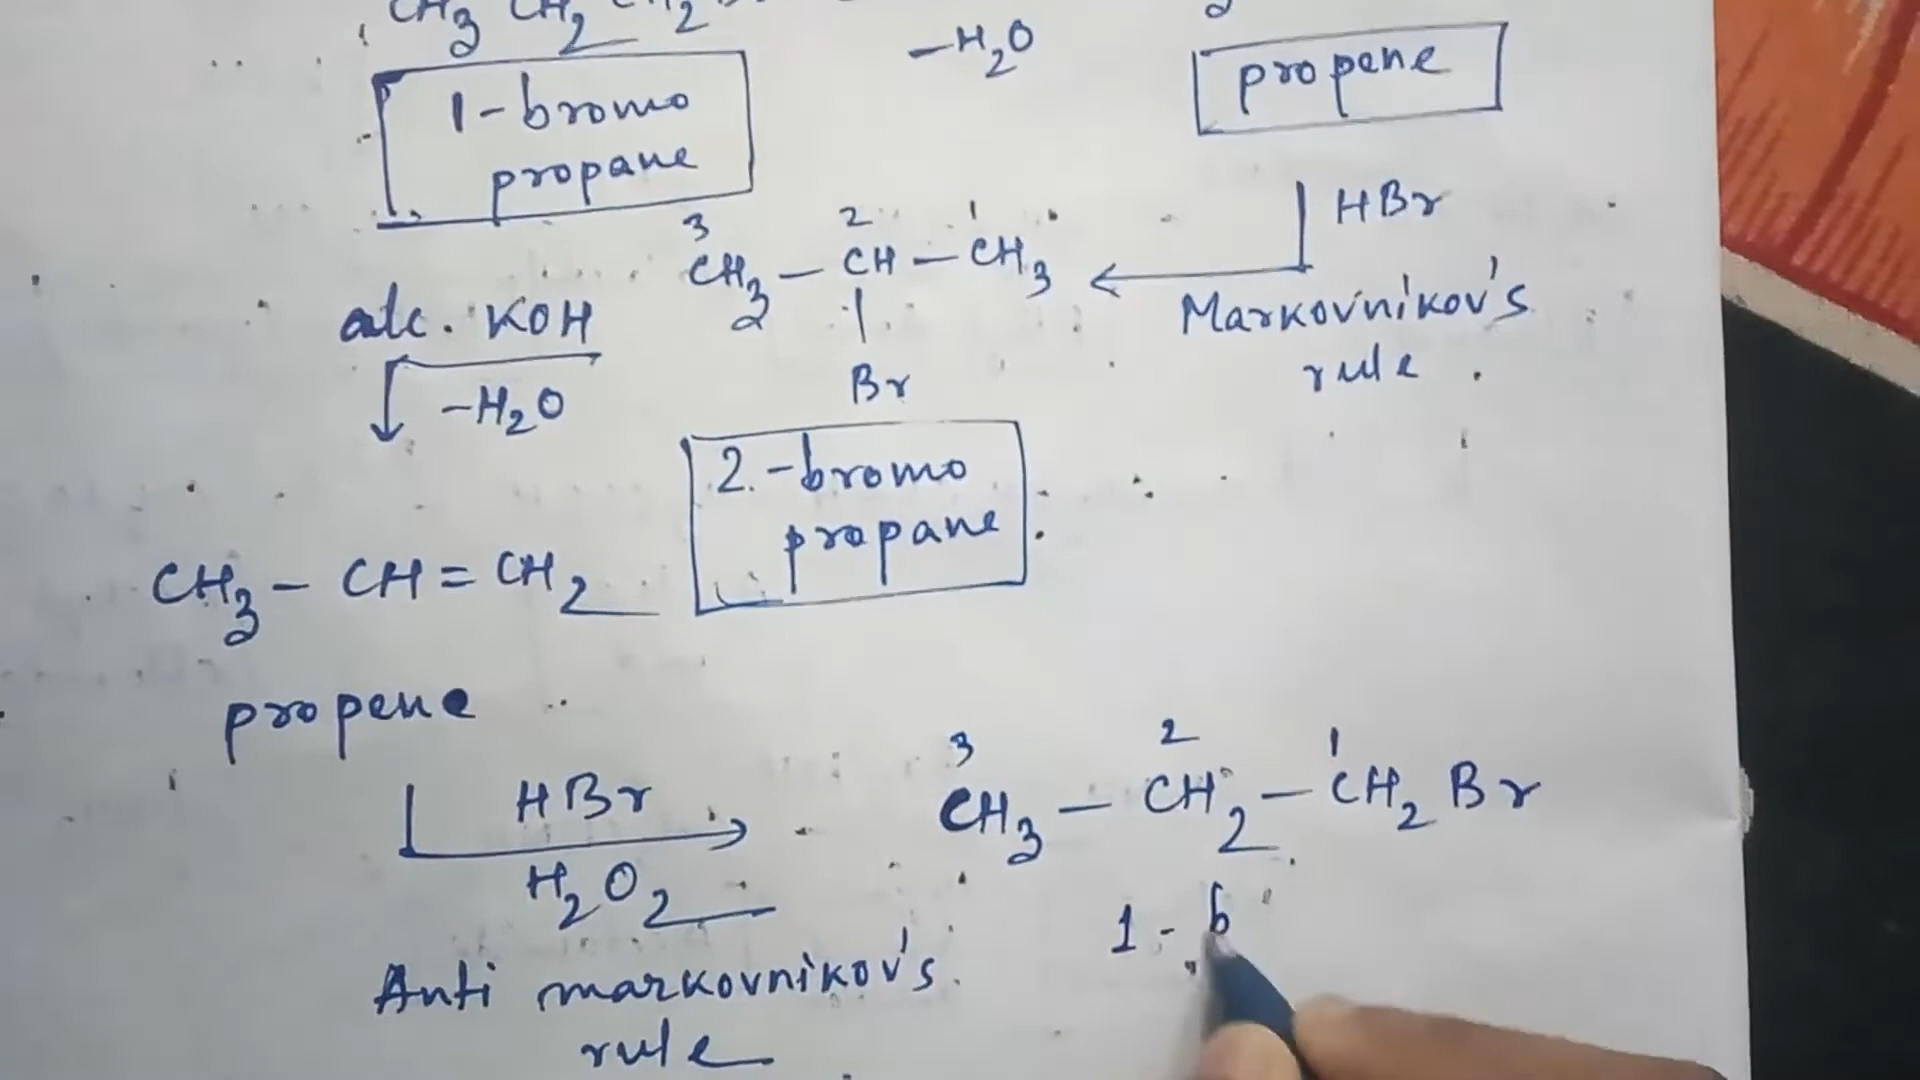 CH3 CH2 CH2
-H2O
1-bromo
propane
propene
HBr
Markovnikov's
rule .
3 2 1
CH3 - CH - CH3
|
Br
2.-bromo
propane
alc. KOH
-H2O
CH3 - CH = CH2
propene
HBr
H2O2
Anti markovnikov's
rule
3 2 1
CH3 - CH2 - CH2 Br
1 - b